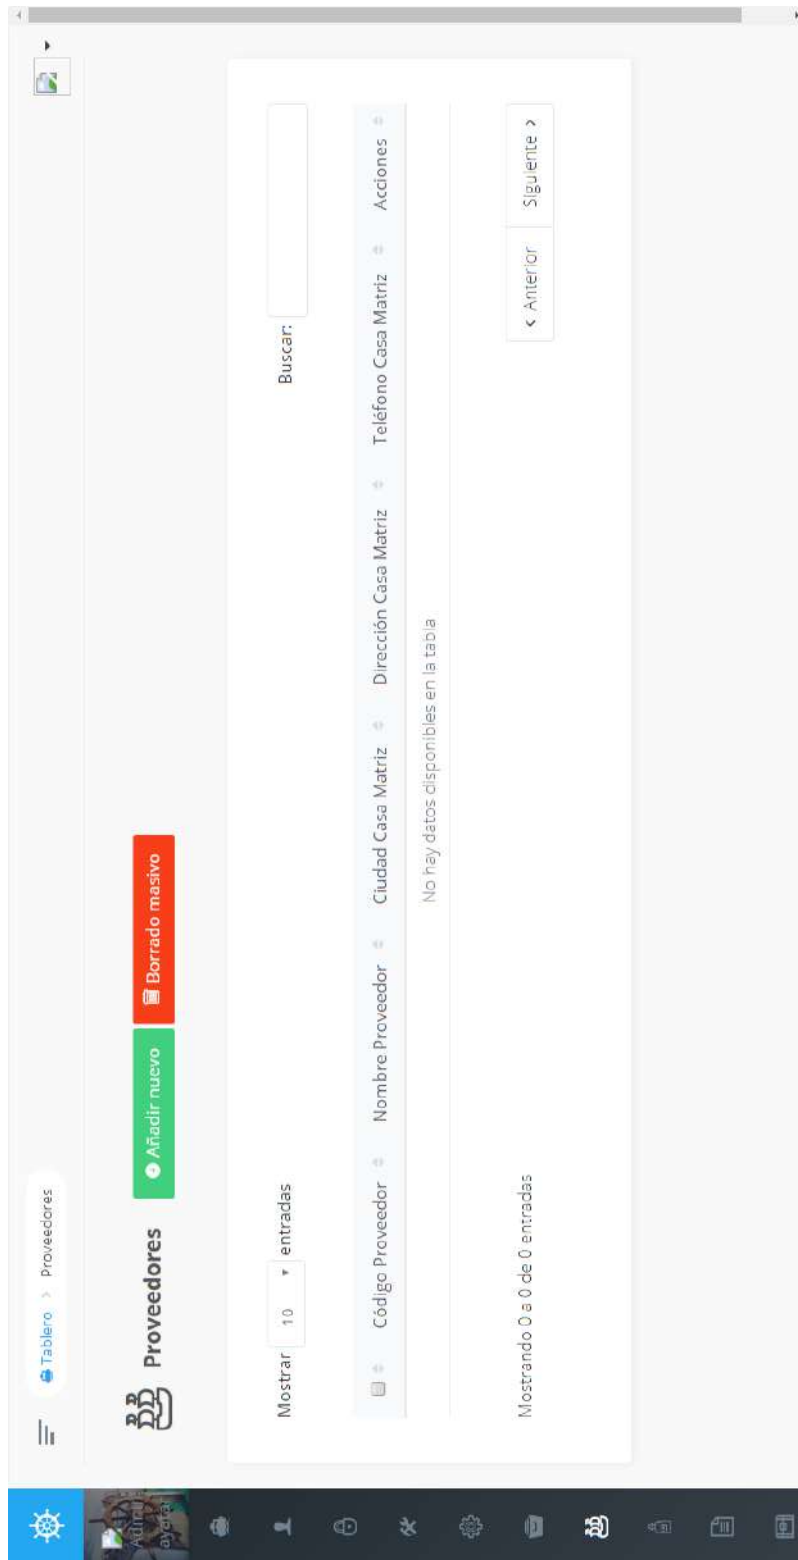 Tablero > Proveedores
Proveedores
Añadir nuevo
Borrado masivo
Mostrar 10 entradas
Buscar:
Código Proveedor Nombre Proveedor Ciudad Casa Matriz Dirección Casa Matriz Teléfono Casa Matriz Acciones
No hay datos disponibles en la tabla
Mostrando 0 a 0 de 0 entradas
< Anterior Siguiente >